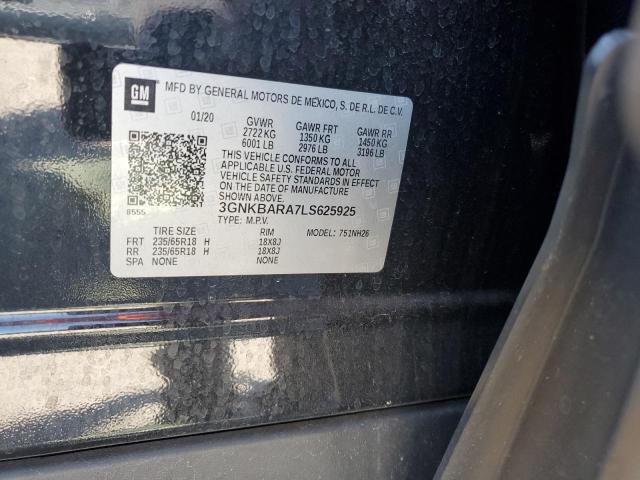 GM MFD BY GENERAL MOTORS DE MEXICO, S. DE R.L. DE C.V.
01/20 GVWR GAWR FRT GAWR RR
2722 KG 1350 KG 1450 KG
6001 LB 2976 LB 3196 LB
THIS VEHICLE CONFORMS TO ALL
APPLICABLE U.S. FEDERAL MOTOR
VEHICLE SAFETY STANDARDS IN EFFECT
ON THE DATE OF MANUFACTURE
SHOWN ABOVE.
8555 3GNKBARA7LS625925
TYPE: M.P.V. MODEL: 751NH26
TIRE SIZE RIM
FRT 235/65R18 H 18X8J
RR 235/65R18 H 18X8J
SPA NONE NONE